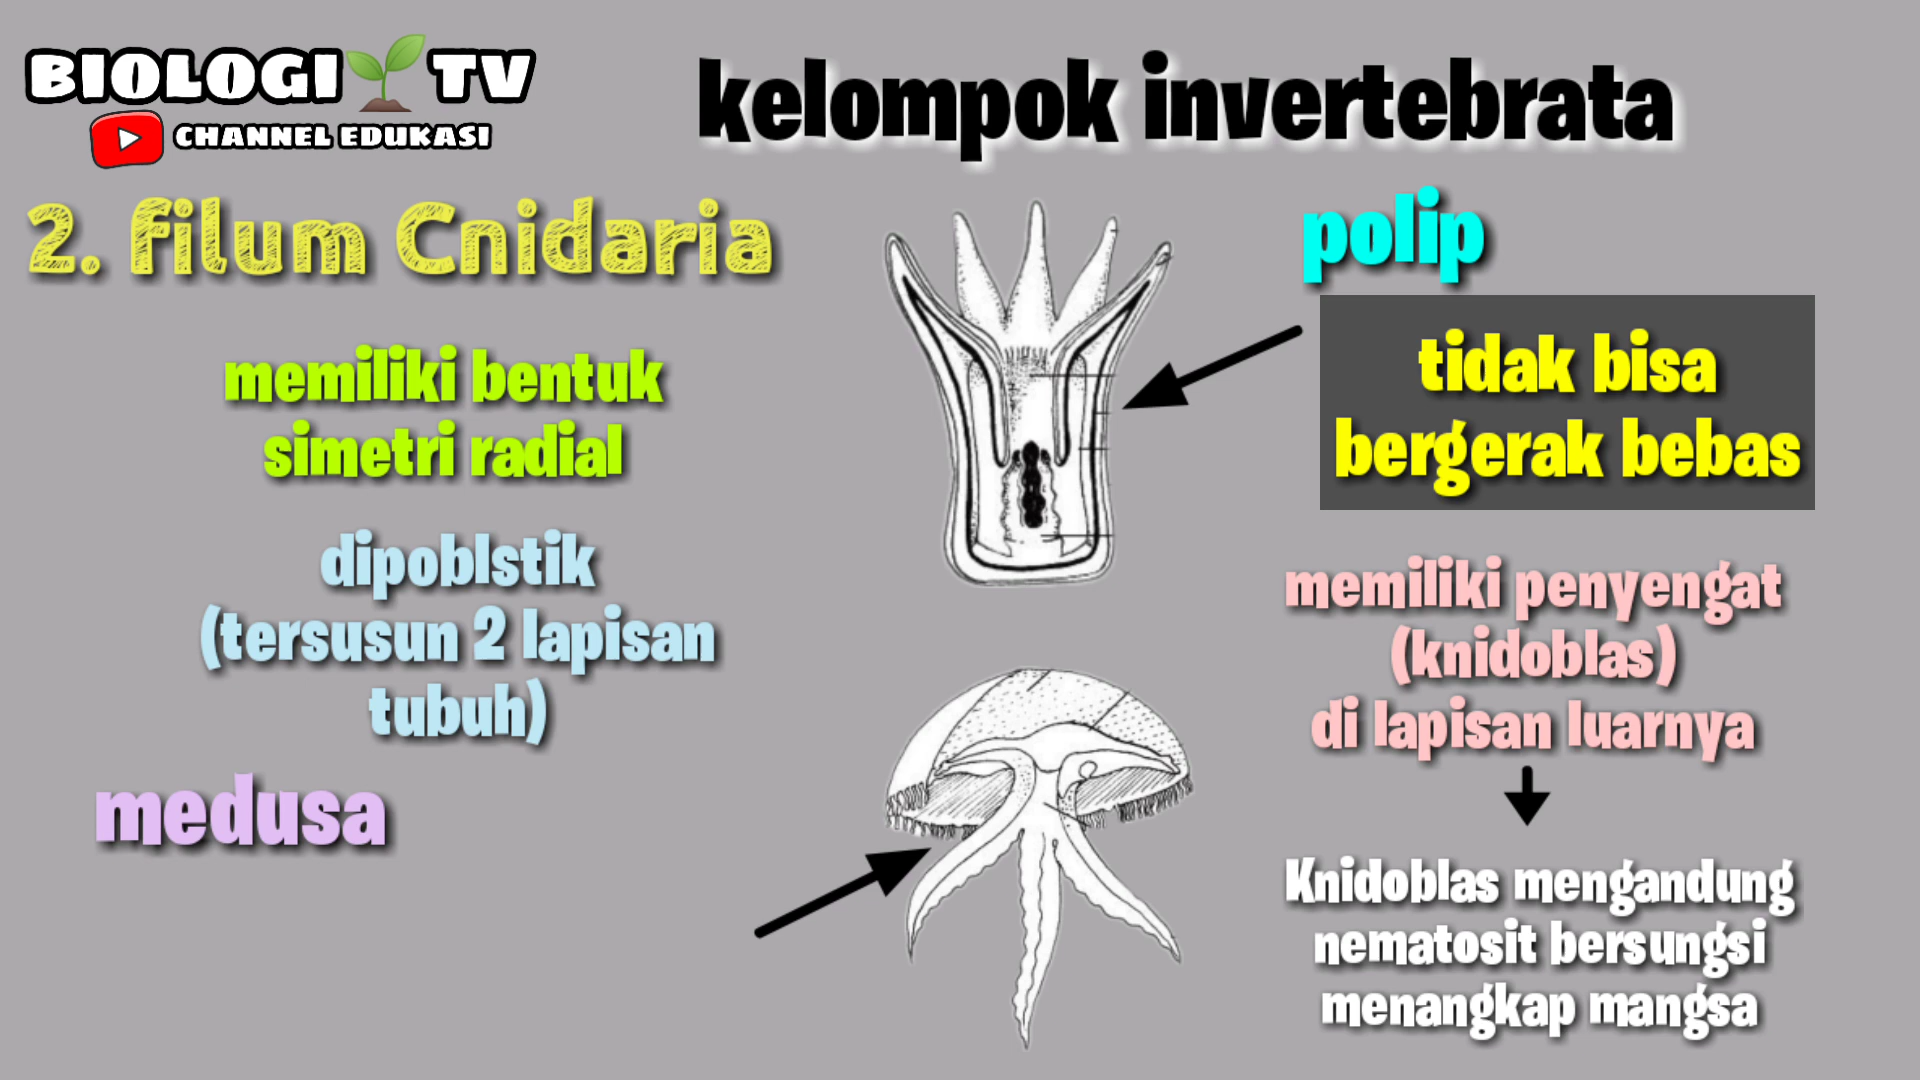 BIOLOGI TV
CHANNEL EDUKASI
kelompok invertebrata
2. filum Cnidaria
memiliki bentuk
simetri radial
dipoblstik
(tersusun 2 lapisan
tubuh)
medusa
polip
tidak bisa
bergerak bebas
memiliki penyengat
(knidoblas)
di lapisan luarnya
Knidoblas mengandung
nematosit bersungsi
menangkap mangsa